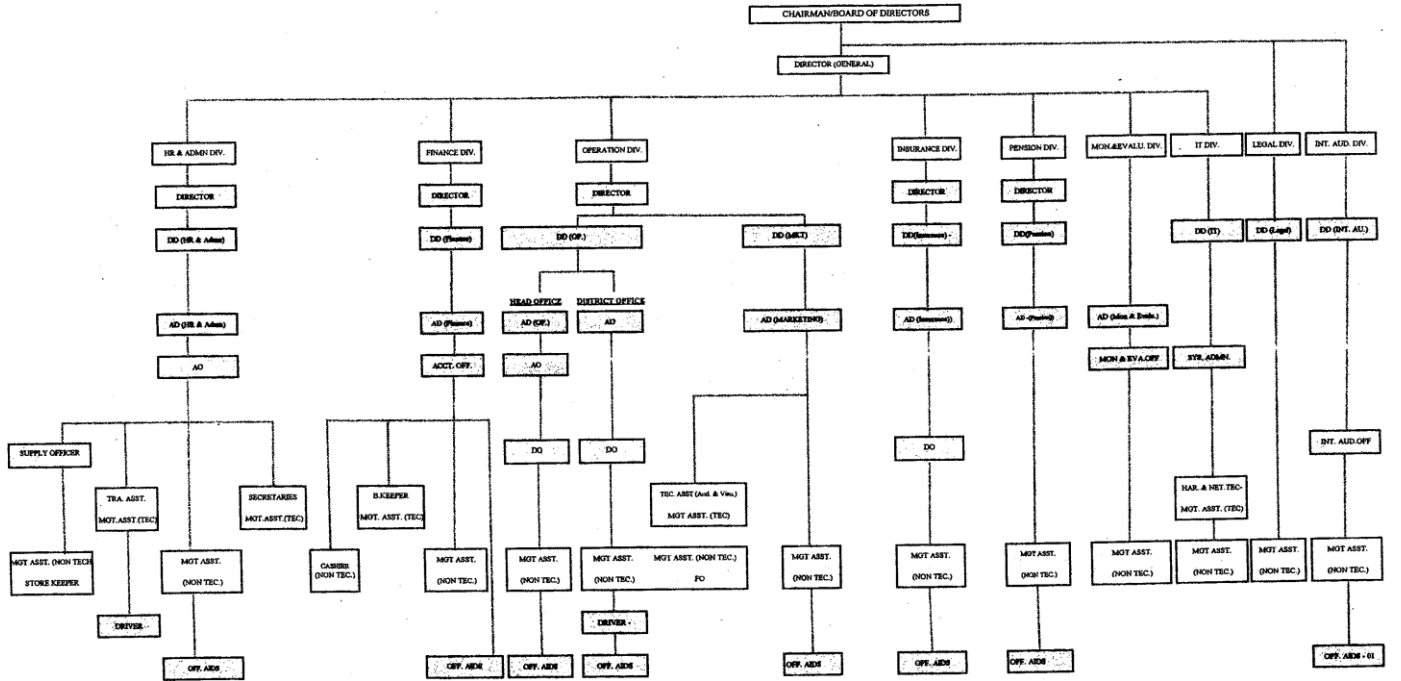 CHAIRMAN/BOARD OF DIRECTORS
DIRECTOR (GENERAL)
HR & ADMN DIV.
FINANCE DIV.
OPERATION DIV.
INSURANCE DIV.
PENSION DIV.
MON.&EVALU. DIV.
IT DIV.
LEGAL DIV.
INT. AUD. DIV.
DIRECTOR
DIRECTOR
DIRECTOR
DIRECTOR
DIRECTOR
DD (HR & Admn)
DD (Finance)
DD (OP.)
DD (MKT)
DD(Insurance) -
DD(Pension)
DD (IT)
DD (Legal)
DD (INT. AU.)
HEAD OFFICE
DISTRICT OFFICE
AD (HR & Admn)
AD (Finance)
AD (OP.)
AD
AD (MARKETING)
AD (Insurance))
AD -(Pension))
AD (Mon & Evalu.)
AO
ACCT. OFF.
AO
MON & EVA.OFF
SYS. ADMN.
SUPPLY OFFICER
DO
DO
DO
INT. AUD.OFF
TRA. ASST.
MGT.ASST.(TEC)
SECRETARIES
MGT.ASST.(TEC)
B.KEEPER
MGT. ASST. (TEC)
TEC. ASST (Aud. & Visu.)
MGT ASST. (TEC)
HAR. & NET.TEC-
MGT. ASST. (TEC)
MGT ASST. (NON TECH
STORE KEEPER
MGT ASST.
(NON TEC.)
CASHIER
(NON TEC.)
MGT ASST.
(NON TEC.)
MGT ASST.
(NON TEC.)
MGT ASST.
(NON TEC.)
MGT ASST. (NON TEC.)
FO
MGT ASST.
(NON TEC.)
MGT ASST.
(NON TEC.)
MGT ASST.
(NON TEC.)
MGT ASST.
(NON TEC.)
MGT ASST.
(NON TEC.)
MGT ASST.
(NON TEC.)
MGT ASST.
(NON TEC.)
DRIVER
DRIVER -
OFF. AIDS
OFF. AIDS
OFF. AIDS
OFF. AIDS
OFF. AIDS
OFF. AIDS
OFF. AIDS
OFF. AIDS - 01